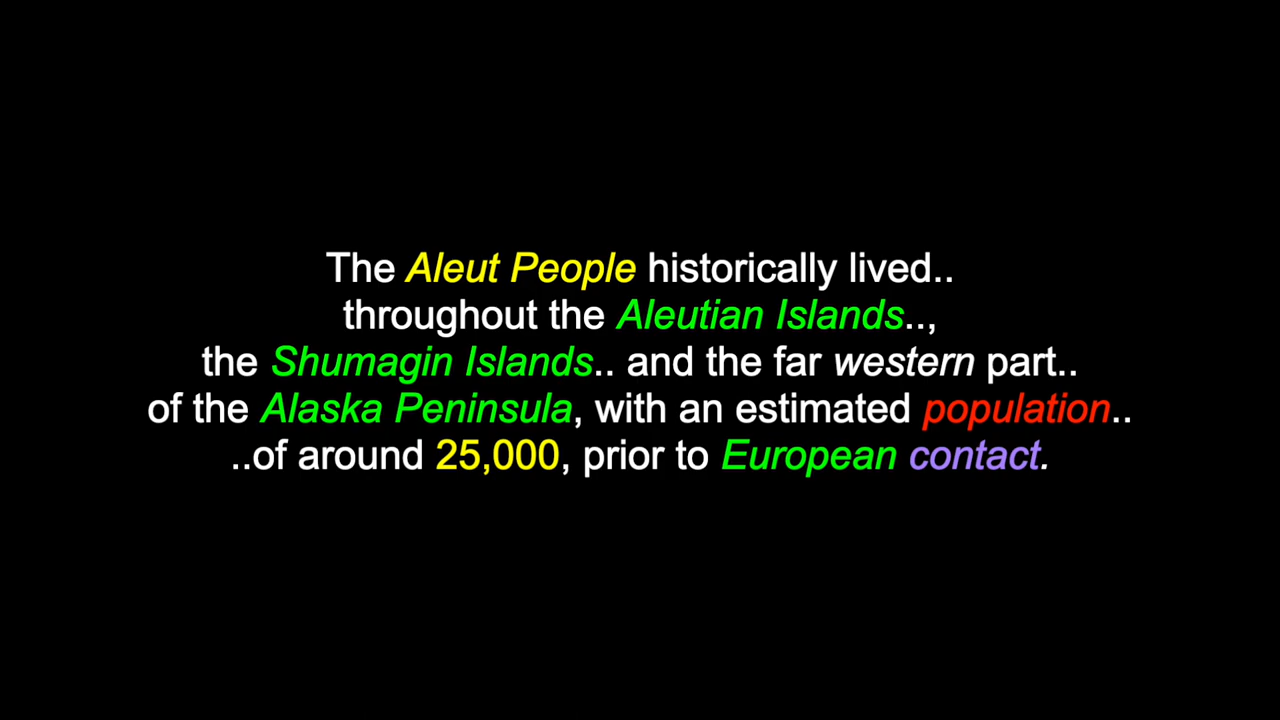 The Aleut People historically lived..
throughout the Aleutian Islands..,
the Shumagin Islands.. and the far western part..
of the Alaska Peninsula, with an estimated population..
..of around 25,000, prior to European contact.